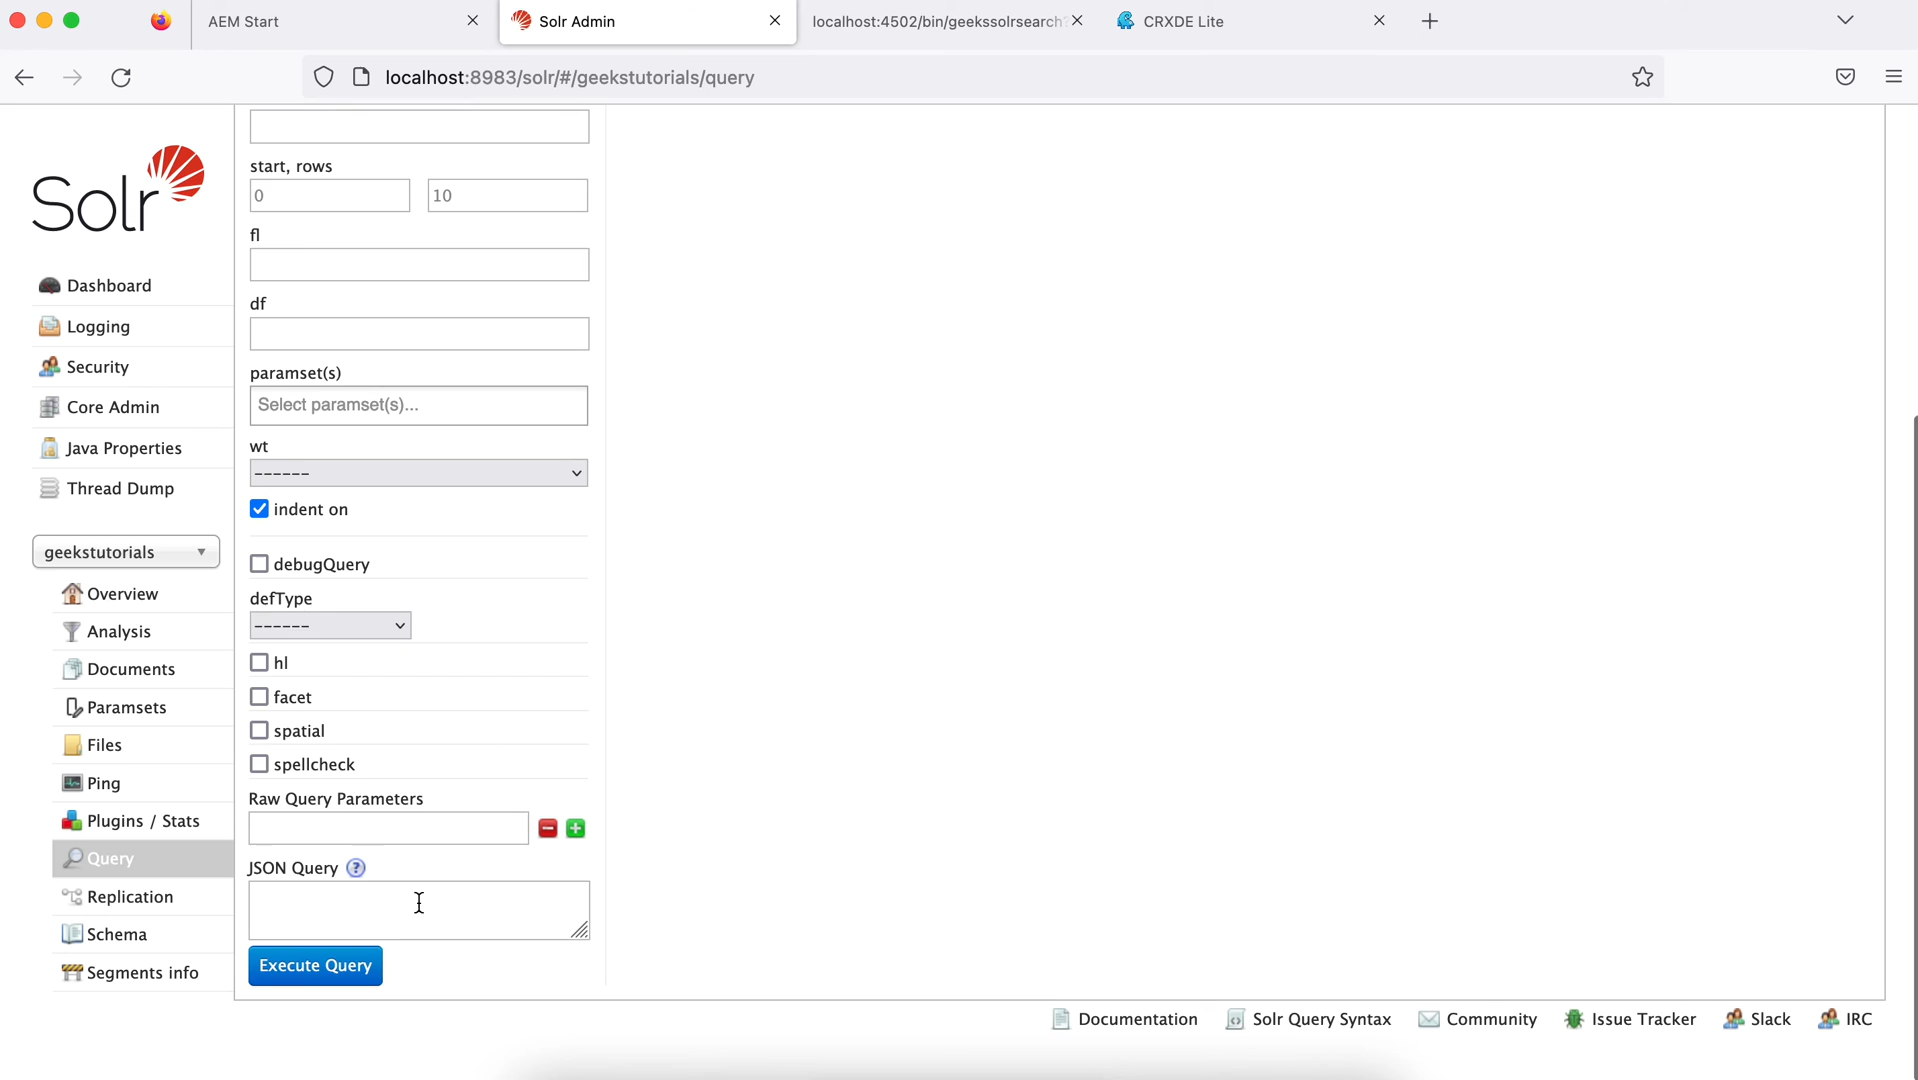 AEM Start
Solr Admin
localhost:4502/bin/geekssolrsearch?
CRXDE Lite
localhost:8983/solr/#/geekstutorials/query
Solr
Dashboard
Logging
Security
Core Admin
Java Properties
Thread Dump
geekstutorials
Overview
Analysis
Documents
Paramsets
Files
Ping
Plugins / Stats
Query
Replication
Schema
Segments info
start, rows
0 10
fl
df
paramset(s)
Select paramset(s)...
wt
------
indent on
debugQuery
defType
------
hl
facet
spatial
spellcheck
Raw Query Parameters
JSON Query ?
Execute Query
Documentation Solr Query Syntax Community Issue Tracker Slack IRC